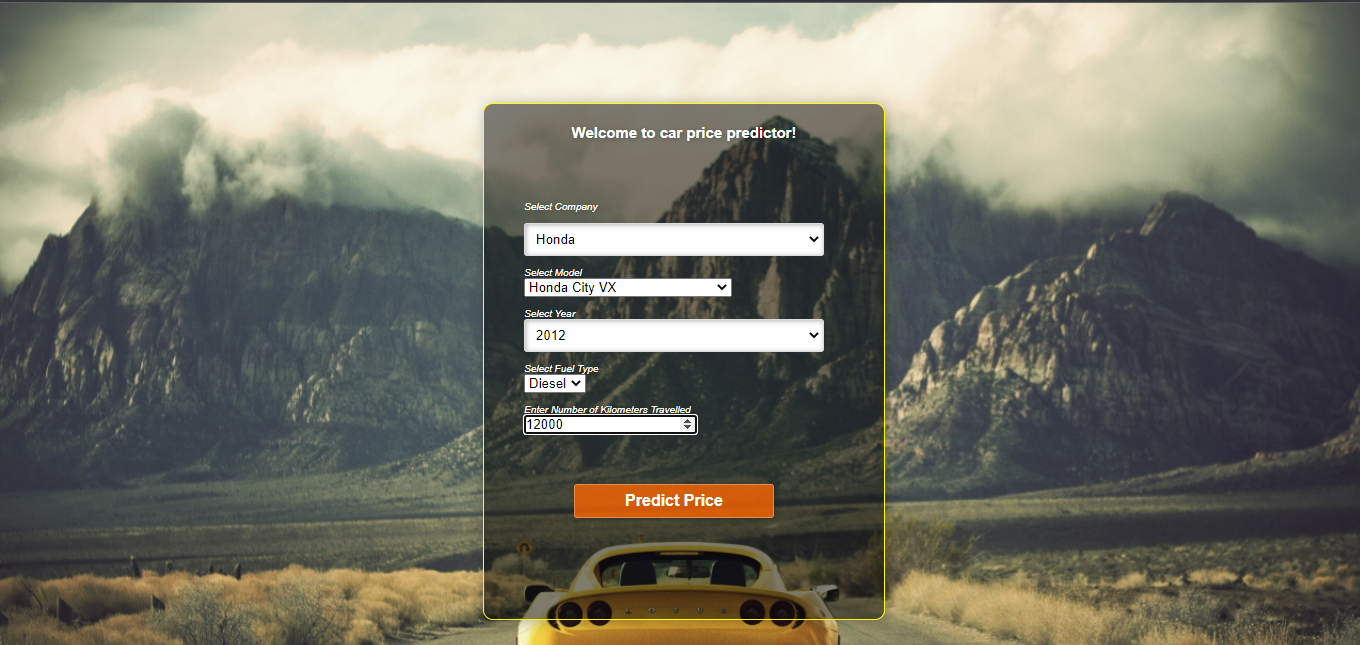 Welcome to car price predictor!
Select Company
Honda
Select Model
Honda City VX
Select Year
2012
Select Fuel Type
Diesel
Enter Number of Kilometers Travelled
12000
Predict Price